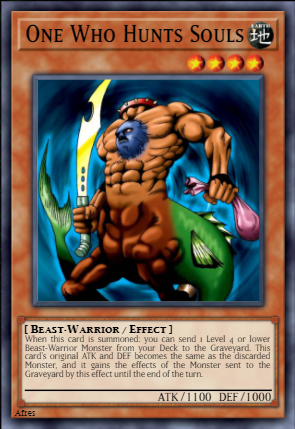 One Who Hunts Souls
EARTH
地
[ Beast-Warrior / Effect ]
When this card is summoned: you can send 1 Level 4 or lower
Beast-Warrior Monster from your Deck to the Graveyard. This
card's original ATK and DEF becomes the same as the discarded
Monster, and it gains the effects of the Monster sent to the
Graveyard by this effect until the end of the turn.
ATK/1100 DEF/1000
Aftes